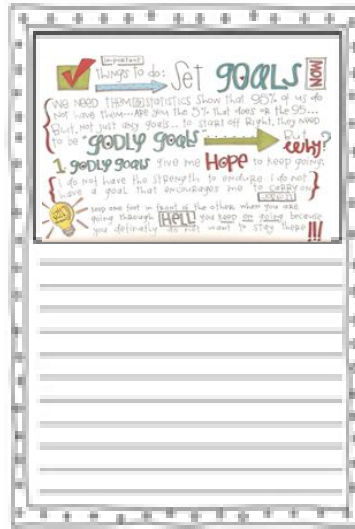 Important
Things to do: Set GOALS NOW
WE NEED THEM STATISTICS Show that 95% of us do
Not have them... Are you the 5% that does or the 95...
But, not just any goals... to start off Right, they NEED
to be "GODLY GOALS" ....... But WHY?
1 GODLY GOALS give me HOPE to keep going.
I do not have the strength to endure. I do not
have a goal that encourages me to CARRY ON
keep one foot in front of the other when you are
going through HELL! you keep on going because
you definatly do not want to stay there !!!